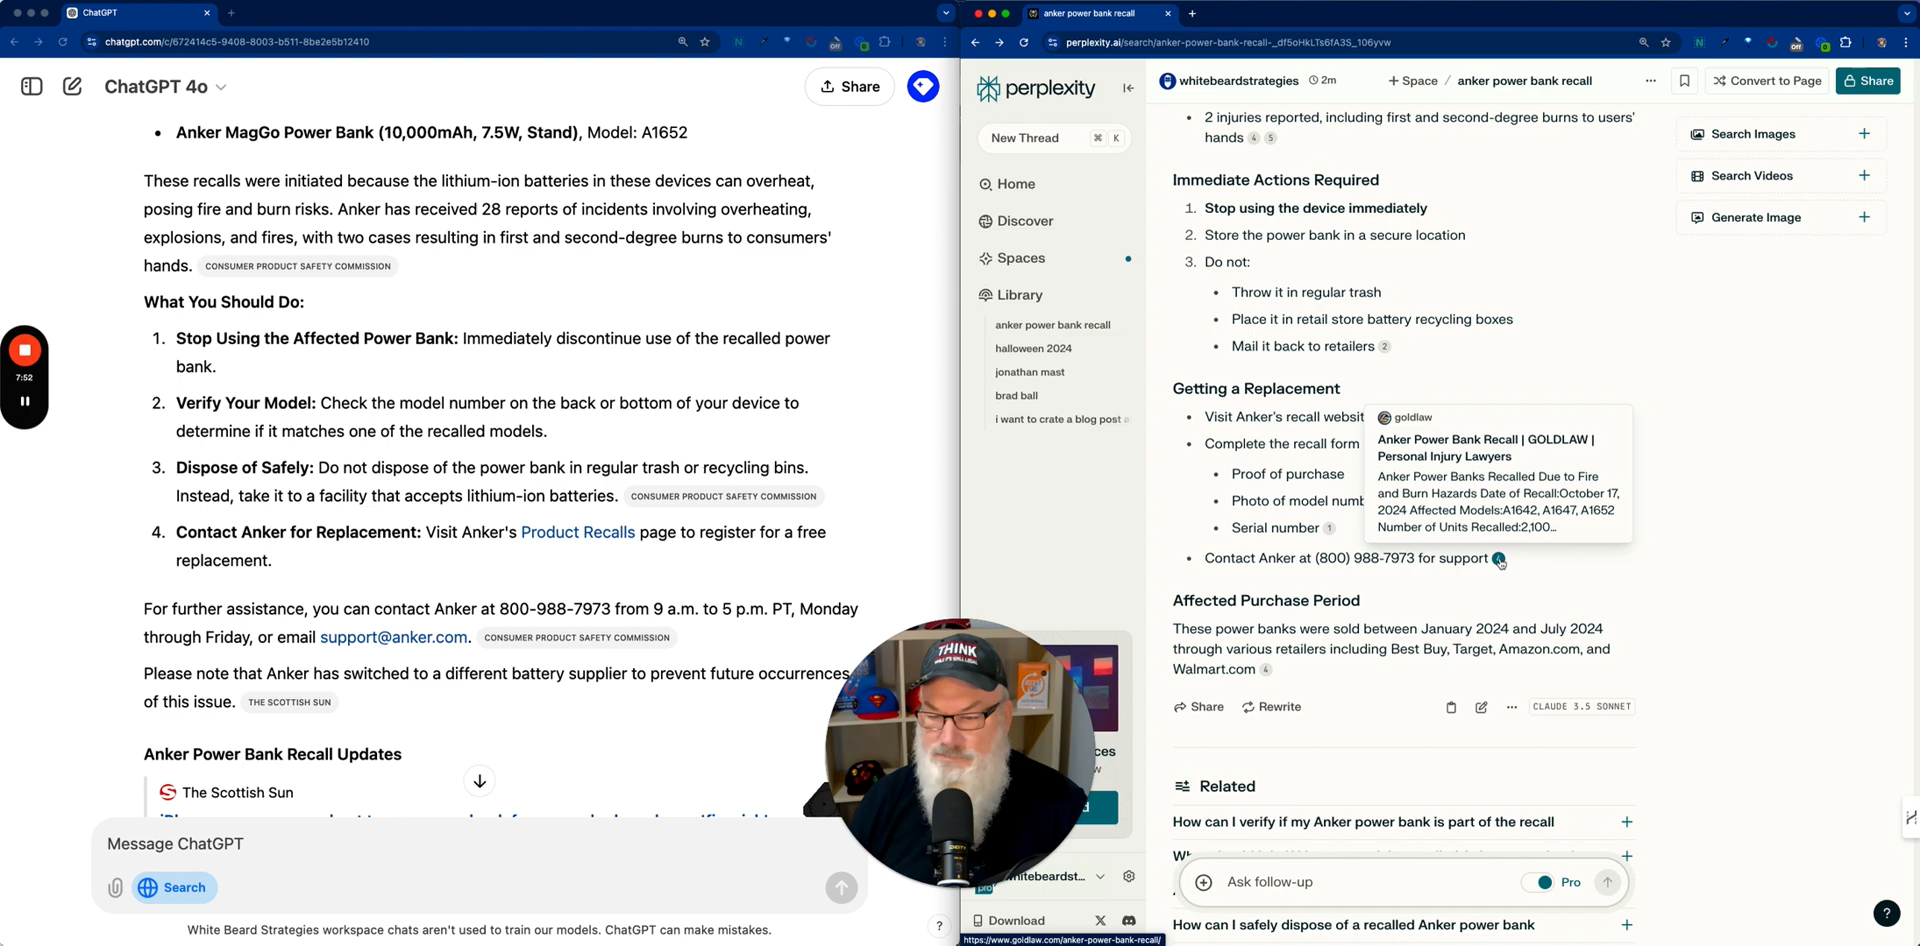 ChatGPT
chatgpt.com/c/672414c5-9408-8003-b511-8be2e5b12410
ChatGPT 4o
Share
Anker MagGo Power Bank (10,000mAh, 7.5W, Stand), Model: A1652
These recalls were initiated because the lithium-ion batteries in these devices can overheat,
posing fire and burn risks. Anker has received 28 reports of incidents involving overheating,
explosions, and fires, with two cases resulting in first and second-degree burns to consumers'
hands. CONSUMER PRODUCT SAFETY COMMISSION
What You Should Do:
1. Stop Using the Affected Power Bank: Immediately discontinue use of the recalled power
bank.
2. Verify Your Model: Check the model number on the back or bottom of your device to
determine if it matches one of the recalled models.
3. Dispose of Safely: Do not dispose of the power bank in regular trash or recycling bins.
Instead, take it to a facility that accepts lithium-ion batteries. CONSUMER PRODUCT SAFETY COMMISSION
4. Contact Anker for Replacement: Visit Anker's Product Recalls page to register for a free
replacement.
For further assistance, you can contact Anker at 800-988-7973 from 9 a.m. to 5 p.m. PT, Monday
through Friday, or email support@anker.com. CONSUMER PRODUCT SAFETY COMMISSION
Please note that Anker has switched to a different battery supplier to prevent future occurrences
of this issue. THE SCOTTISH SUN
Anker Power Bank Recall Updates
The Scottish Sun
Message ChatGPT
Search
White Beard Strategies workspace chats aren't used to train our models. ChatGPT can make mistakes.
?
7:52
THINK
anker power bank recall
perplexity.ai/search/anker-power-bank-recall-_df5oHkLTs6fA3S_106yvw
Off
Off
perplexity
New Thread ⌘ K
Home
Discover
Spaces
Library
anker power bank recall
halloween 2024
jonathan mast
brad ball
i want to crate a blog post a
ces
whitebeardst...
pro
Download
https://www.goldlaw.com/anker-power-bank-recall/
whitebeardstrategies 2m
+ Space / anker power bank recall
Convert to Page
Share
2 injuries reported, including first and second-degree burns to users'
hands 4 5
Immediate Actions Required
1. Stop using the device immediately
2. Store the power bank in a secure location
3. Do not:
Throw it in regular trash
Place it in retail store battery recycling boxes
Mail it back to retailers 2
Getting a Replacement
Visit Anker's recall websit
Complete the recall form
Proof of purchase
Photo of model numb
Serial number 1
Contact Anker at (800) 988-7973 for support
goldlaw
Anker Power Bank Recall | GOLDLAW |
Personal Injury Lawyers
Anker Power Banks Recalled Due to Fire
and Burn Hazards Date of Recall:October 17,
2024 Affected Models:A1642, A1647, A1652
Number of Units Recalled:2,100...
Affected Purchase Period
These power banks were sold between January 2024 and July 2024
through various retailers including Best Buy, Target, Amazon.com, and
Walmart.com 4
Share
Rewrite
CLAUDE 3.5 SONNET
Related
How can I verify if my Anker power bank is part of the recall
Ask follow-up
Pro
How can I safely dispose of a recalled Anker power bank
Search Images
Search Videos
Generate Image
?